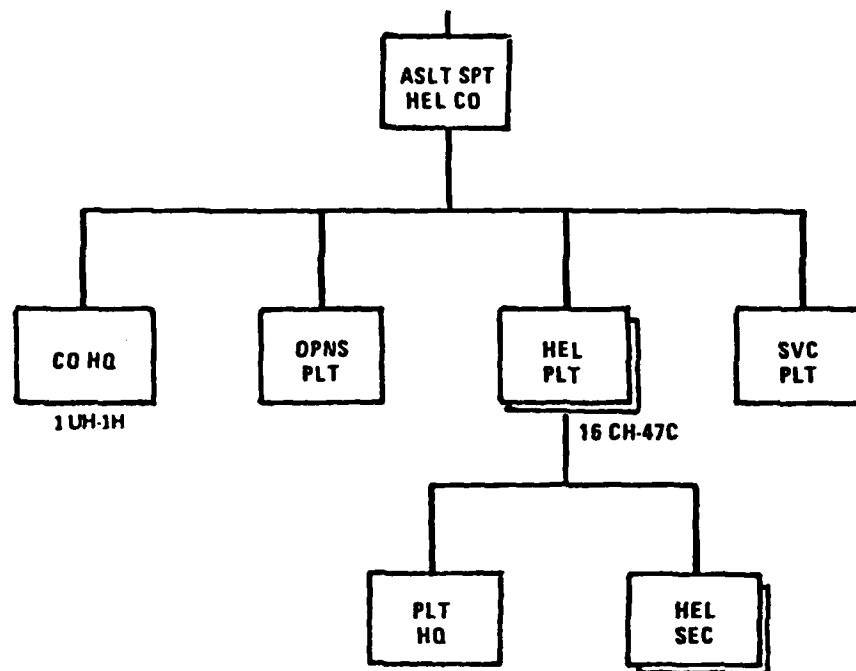 ASLT SPT
HEL CO
CO HQ
OPNS
PLT
HEL
PLT
SVC
PLT
1 UH-1H
16 CH-47C
PLT
HQ
HEL
SEC